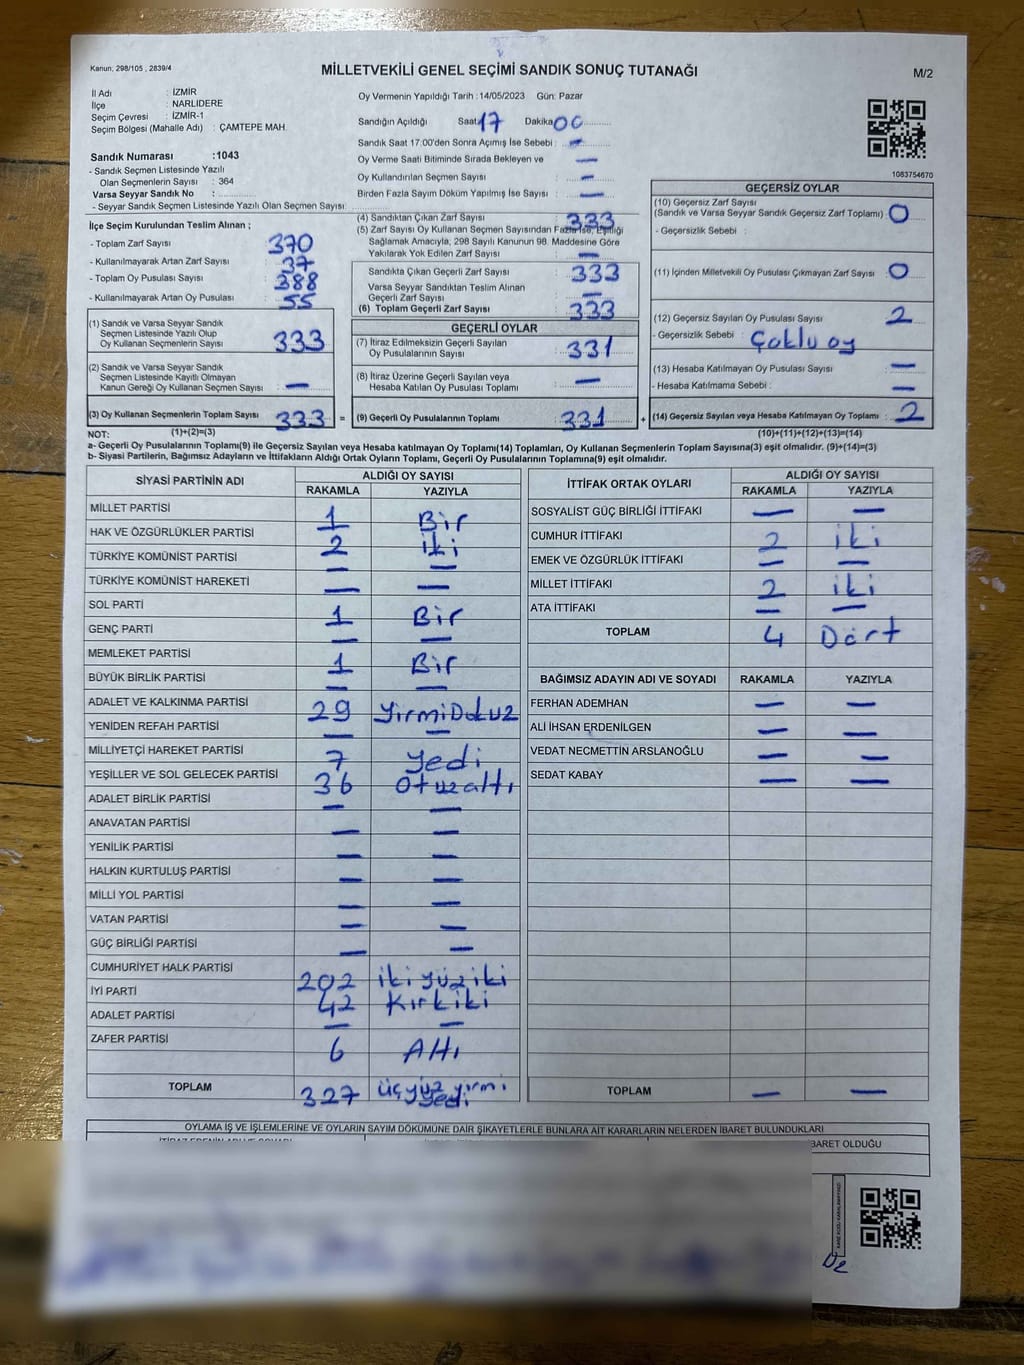 Kanun; 298/105 , 2839/4
MİLLETVEKİLİ GENEL SEÇİMİ SANDIK SONUÇ TUTANAĞI
M/2
İl Adı : İZMİR
İlçe : NARLIDERE
Seçim Çevresi : İZMİR-1
Seçim Bölgesi (Mahalle Adı) : ÇAMTEPE MAH.
Sandık Numarası :1043
- Sandık Seçmen Listesinde Yazılı
Olan Seçmenlerin Sayısı : 364
Varsa Seyyar Sandık No :
- Seyyar Sandık Seçmen Listesinde Yazılı Olan Seçmen Sayısı:
Oy Vermenin Yapıldığı Tarih :14/05/2023 Gün: Pazar
Sandığın Açıldığı Saat 17 Dakika 00
Sandık Saat 17:00'den Sonra Açımış İse Sebebi : —
Oy Verme Saati Bitiminde Sırada Bekleyen ve —
Oy Kullandırılan Seçmen Sayısı : —
Birden Fazla Sayım Döküm Yapılmış İse Sayısı : —
1083754670
İlçe Seçim Kurulundan Teslim Alınan ;
- Toplam Zarf Sayısı : 370
- Kullanılmayarak Artan Zarf Sayısı : 37
- Toplam Oy Pusulası Sayısı : 388
- Kullanılmayarak Artan Oy Pusulası : 55
(1) Sandık ve Varsa Seyyar Sandık
Seçmen Listesinde Yazılı Olup
Oy Kullanan Seçmenlerin Sayısı : 333
(2) Sandık ve Varsa Seyyar Sandık
Seçmen Listesinde Kayıtlı Olmayan
Kanun Gereği Oy Kullanan Seçmen Sayısı : —
(3) Oy Kullanan Seçmenlerin Toplam Sayısı : 333 =
(1)+(2)=(3)
(4) Sandıktan Çıkan Zarf Sayısı : 333
(5) Zarf Sayısı Oy Kullanan Seçmen Sayısından Fazla İse, Eşitliği
Sağlamak Amacıyla, 298 Sayılı Kanunun 98. Maddesine Göre
Yakılarak Yok Edilen Zarf Sayısı : —
Sandıkta Çıkan Geçerli Zarf Sayısı : 333
Varsa Seyyar Sandıktan Teslim Alınan
Geçerli Zarf Sayısı : —
(6) Toplam Geçerli Zarf Sayısı : 333
GEÇERLİ OYLAR
(7) İtiraz Edilmeksizin Geçerli Sayılan
Oy Pusulalarının Sayısı : 331
(8) İtiraz Üzerine Geçerli Sayılan veya
Hesaba Katılan Oy Pusulası Toplamı : —
(9) Geçerli Oy Pusulalarının Toplamı : 331 +
GEÇERSİZ OYLAR
(10) Geçersiz Zarf Sayısı
(Sandık ve Varsa Seyyar Sandık Geçersiz Zarf Toplamı) : 0
- Geçersizlik Sebebi :
(11) İçinden Milletvekili Oy Pusulası Çıkmayan Zarf Sayısı : 0
(12) Geçersiz Sayılan Oy Pusulası Sayısı : 2
- Geçersizlik Sebebi : Çoklu oy
(13) Hesaba Katılmayan Oy Pusulası Sayısı : —
- Hesaba Katılmama Sebebi : —
(14) Geçersiz Sayılan veya Hesaba Katılmayan Oy Toplamı : 2
(10)+(11)+(12)+(13)=(14)
NOT:
a- Geçerli Oy Pusulalarının Toplamı(9) ile Geçersiz Sayılan veya Hesaba katılmayan Oy Toplamı(14) Toplamları, Oy Kullanan Seçmenlerin Toplam Sayısına(3) eşit olmalıdır. (9)+(14)=(3)
b- Siyasi Partilerin, Bağımsız Adayların ve İttifakların Aldığı Ortak Oyların Toplamı, Geçerli Oy Pusulalarının Toplamına(9) eşit olmalıdır.
SİYASİ PARTİNİN ADI ALDIĞI OY SAYISI
RAKAMLA YAZIYLA
MİLLET PARTİSİ 1 Bir
HAK VE ÖZGÜRLÜKLER PARTİSİ 2 iki
TÜRKİYE KOMÜNİST PARTİSİ — —
TÜRKİYE KOMÜNİST HAREKETİ — —
SOL PARTİ 1 Bir
GENÇ PARTİ — —
MEMLEKET PARTİSİ 1 Bir
BÜYÜK BİRLİK PARTİSİ — —
ADALET VE KALKINMA PARTİSİ 29 YirmiDokuz
YENİDEN REFAH PARTİSİ — —
MİLLİYETÇİ HAREKET PARTİSİ 7 Yedi
YEŞİLLER VE SOL GELECEK PARTİSİ 36 Otuzaltı
ADALET BİRLİK PARTİSİ — —
ANAVATAN PARTİSİ — —
YENİLİK PARTİSİ — —
HALKIN KURTULUŞ PARTİSİ — —
MİLLİ YOL PARTİSİ — —
VATAN PARTİSİ — —
GÜÇ BİRLİĞİ PARTİSİ — —
CUMHURİYET HALK PARTİSİ 202 iki yüz iki
İYİ PARTİ 42 Kırk iki
ADALET PARTİSİ — —
ZAFER PARTİSİ 6 Altı
TOPLAM 327 üç yüz yirmi yedi
İTTİFAK ORTAK OYLARI ALDIĞI OY SAYISI
RAKAMLA YAZIYLA
SOSYALİST GÜÇ BİRLİĞİ İTTİFAKI — —
CUMHUR İTTİFAKI 2 iki
EMEK VE ÖZGÜRLÜK İTTİFAKI — —
MİLLET İTTİFAKI 2 iki
ATA İTTİFAKI — —
TOPLAM 4 Dört
BAĞIMSIZ ADAYIN ADI VE SOYADI RAKAMLA YAZIYLA
FERHAN ADEMHAN — —
ALİ İHSAN ERDENİLGEN — —
VEDAT NECMETTİN ARSLANOĞLU — —
SEDAT KABAY — —
TOPLAM — —
OYLAMA İŞ VE İŞLEMLERİNE VE OYLARIN SAYIM DÖKÜMÜNE DAİR ŞİKAYETLERLE BUNLARA AİT KARARLARIN NELERDEN İBARET BULUNDUKLARI
İBARET OLDUĞU